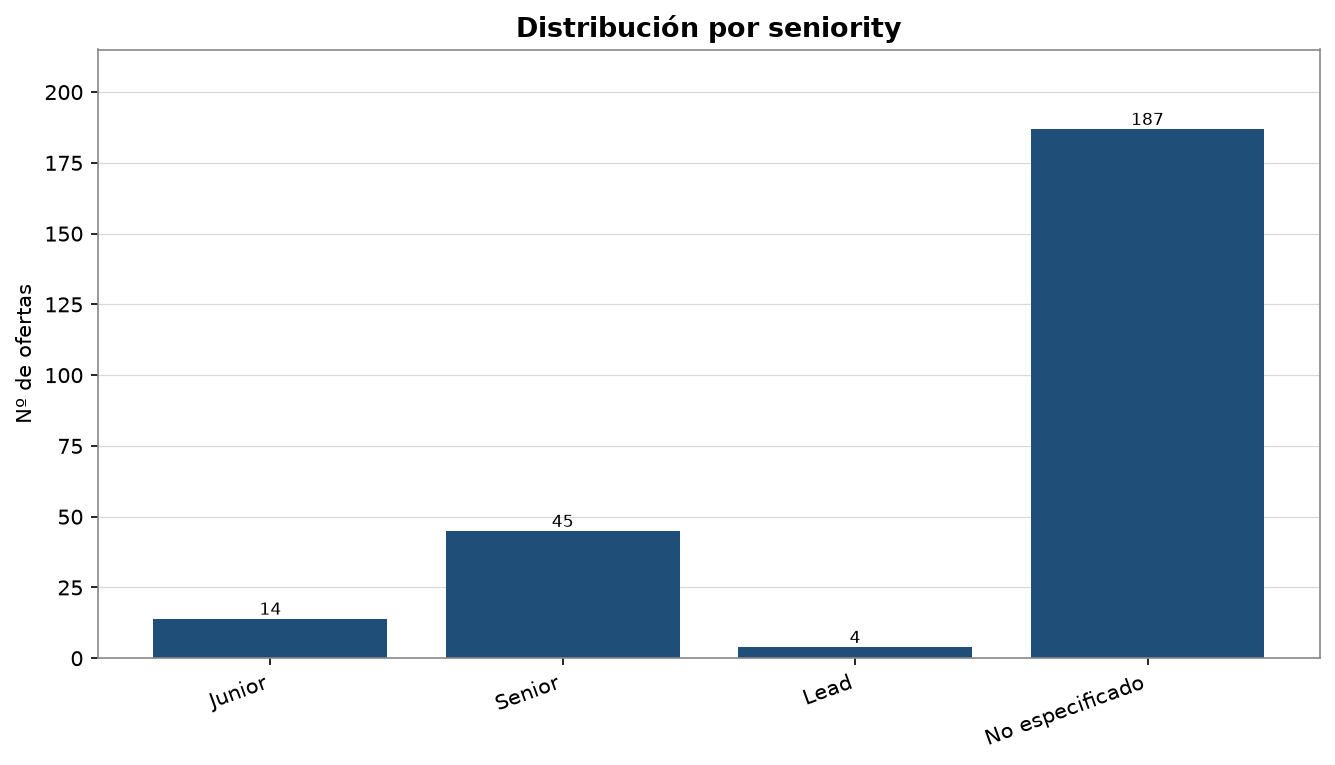 Distribución por seniority
Nº de ofertas
200
175
150
125
100
75
50
25
0
14
45
4
187
Junior
Senior
Lead
No especificado